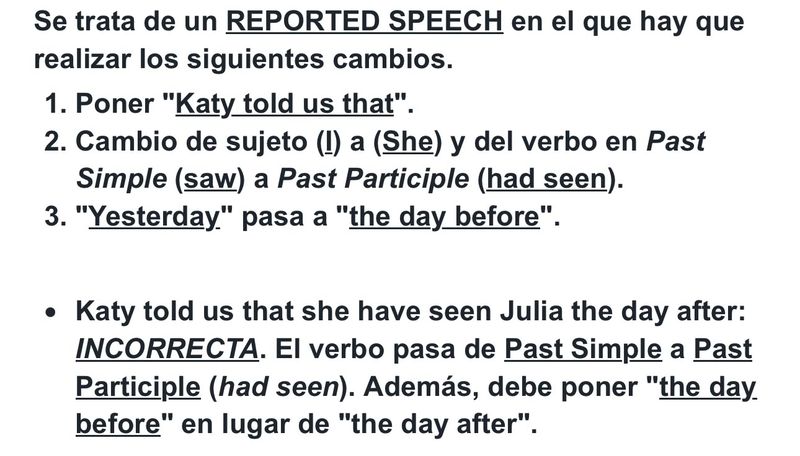 Se trata de un REPORTED SPEECH en el que hay que
realizar los siguientes cambios.
1. Poner "Katy told us that".
2. Cambio de sujeto (I) a (She) y del verbo en Past
Simple (saw) a Past Participle (had seen).
3. "Yesterday" pasa a "the day before".
• Katy told us that she have seen Julia the day after:
INCORRECTA. El verbo pasa de Past Simple a Past
Participle (had seen). Además, debe poner "the day
before" en lugar de "the day after".